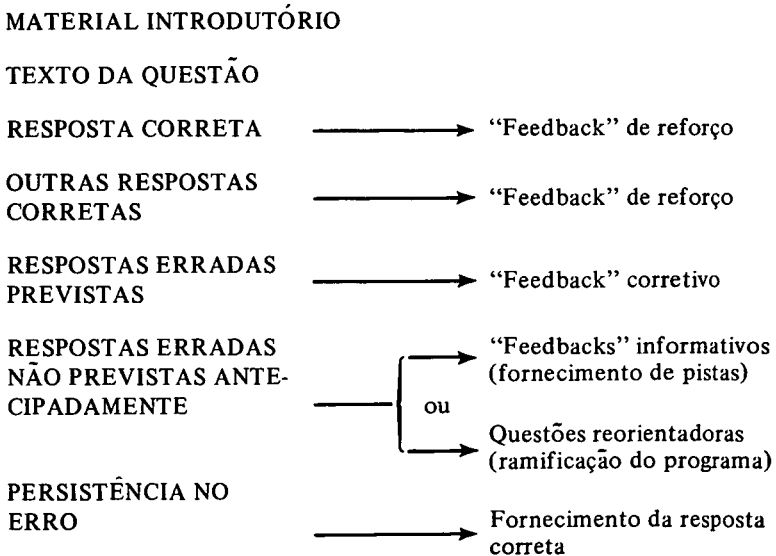 MATERIAL INTRODUTÓRIO
TEXTO DA QUESTÃO
RESPOSTA CORRETA
“Feedback” de reforço
OUTRAS RESPOSTAS
CORRETAS
“Feedback” de reforço
RESPOSTAS ERRADAS
PREVISTAS
“Feedback” corretivo
RESPOSTAS ERRADAS
NÃO PREVISTAS ANTE-
CIPADAMENTE
“Feedbacks” informativos
(fornecimento de pistas)
ou
Questões reorientadoras
(ramificação do programa)
PERSISTÊNCIA NO
ERRO
Fornecimento da resposta
correta